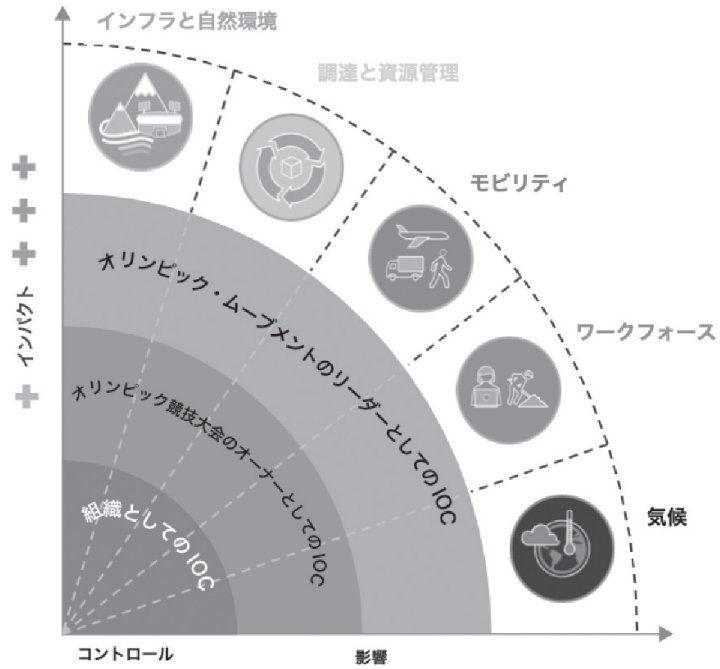 インフラと自然環境
調達と資源管理
モビリティ
ワークフォース
気候
インパクト
オリンピック・ムーブメントのリーダーとしてのIOC
オリンピック競技大会のオーナーとしてのIOC
組織としてのIOC
コントロール
影響